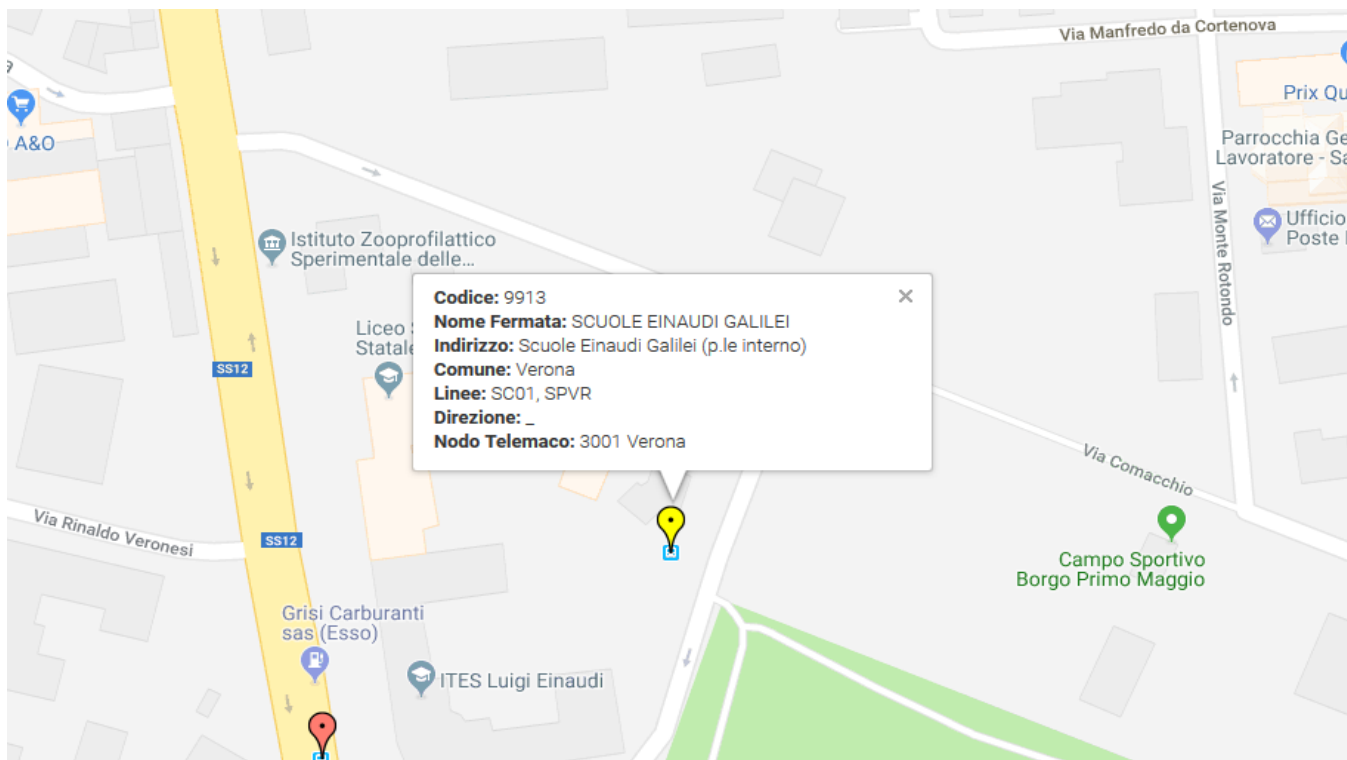 Via Manfredo da Cortenova
Prix Qu
A&O
Parrocchia Ge
Lavoratore - Sa
Via Monte Rotondo
Ufficio
Poste
Istituto Zooprofilattico
Sperimentale delle...
Codice: 9913
Nome Fermata: SCUOLE EINAUDI GALILEI
Indirizzo: Scuole Einaudi Galilei (p.le interno)
Comune: Verona
Linee: SC01, SPVR
Direzione: _
Nodo Telemaco: 3001 Verona
Liceo
Statale
SS12
Via Comacchio
Via Rinaldo Veronesi
SS12
Campo Sportivo
Borgo Primo Maggio
Grisi Carburanti
sas (Esso)
ITES Luigi Einaudi